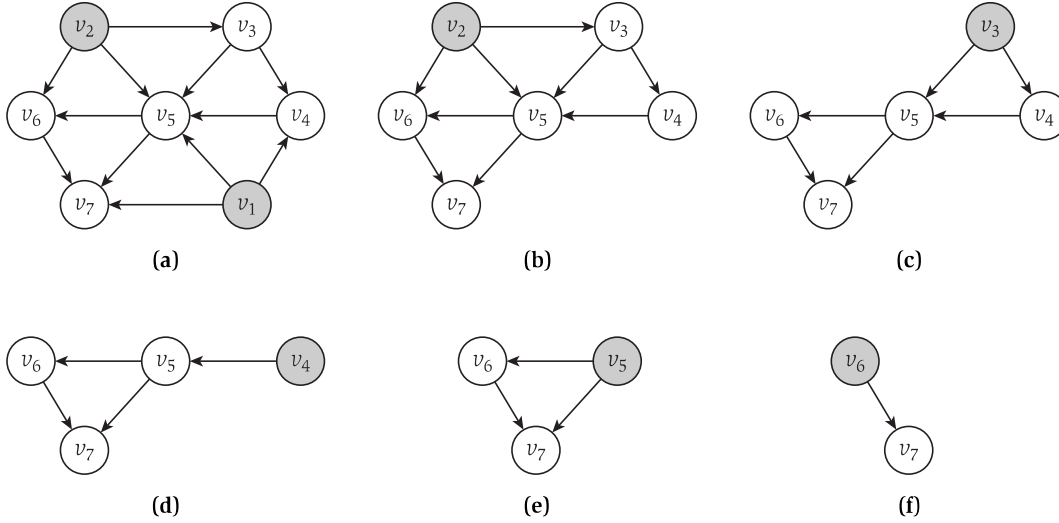 v2 v3 v2 v3 v3
v6 v5 v4 v6 v5 v4 v6 v5 v4
v7 v1 v7 v7
(a) (b) (c)
v6 v5 v4 v6 v5 v6
v7 v7 v7
(d) (e) (f)